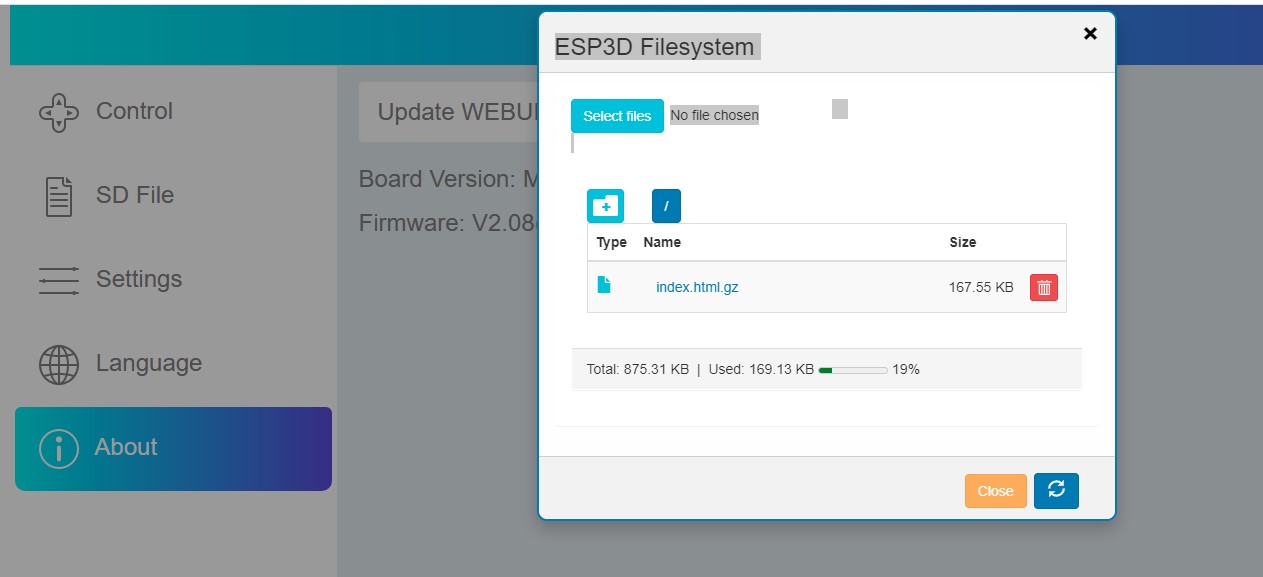 ESP3D Filesystem
Control
SD File
Settings
Language
About
Update WEBUI
Board Version:
Firmware: V2.08
Select files No file chosen
/
Type Name Size
index.html.gz 167.55 KB
Total: 875.31 KB | Used: 169.13 KB 19%
Close